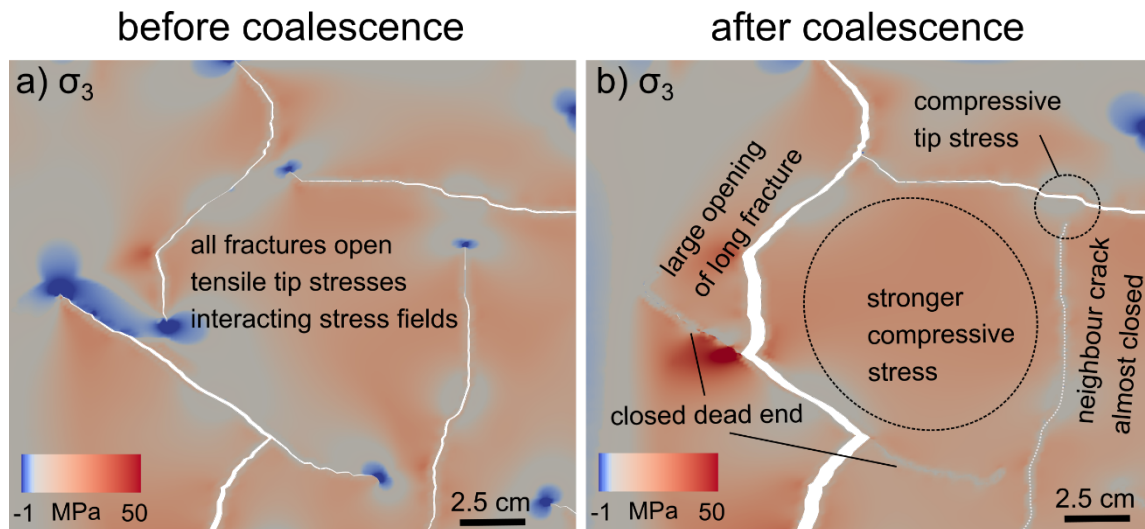 before coalescence
after coalescence
a) σ₃
all fractures open
tensile tip stresses
interacting stress fields
-1 MPa 50
2.5 cm
b) σ₃
compressive
tip stress
large opening
of long fracture
stronger
compressive
stress
neighbour crack
almost closed
closed dead end
-1 MPa 50
2.5 cm